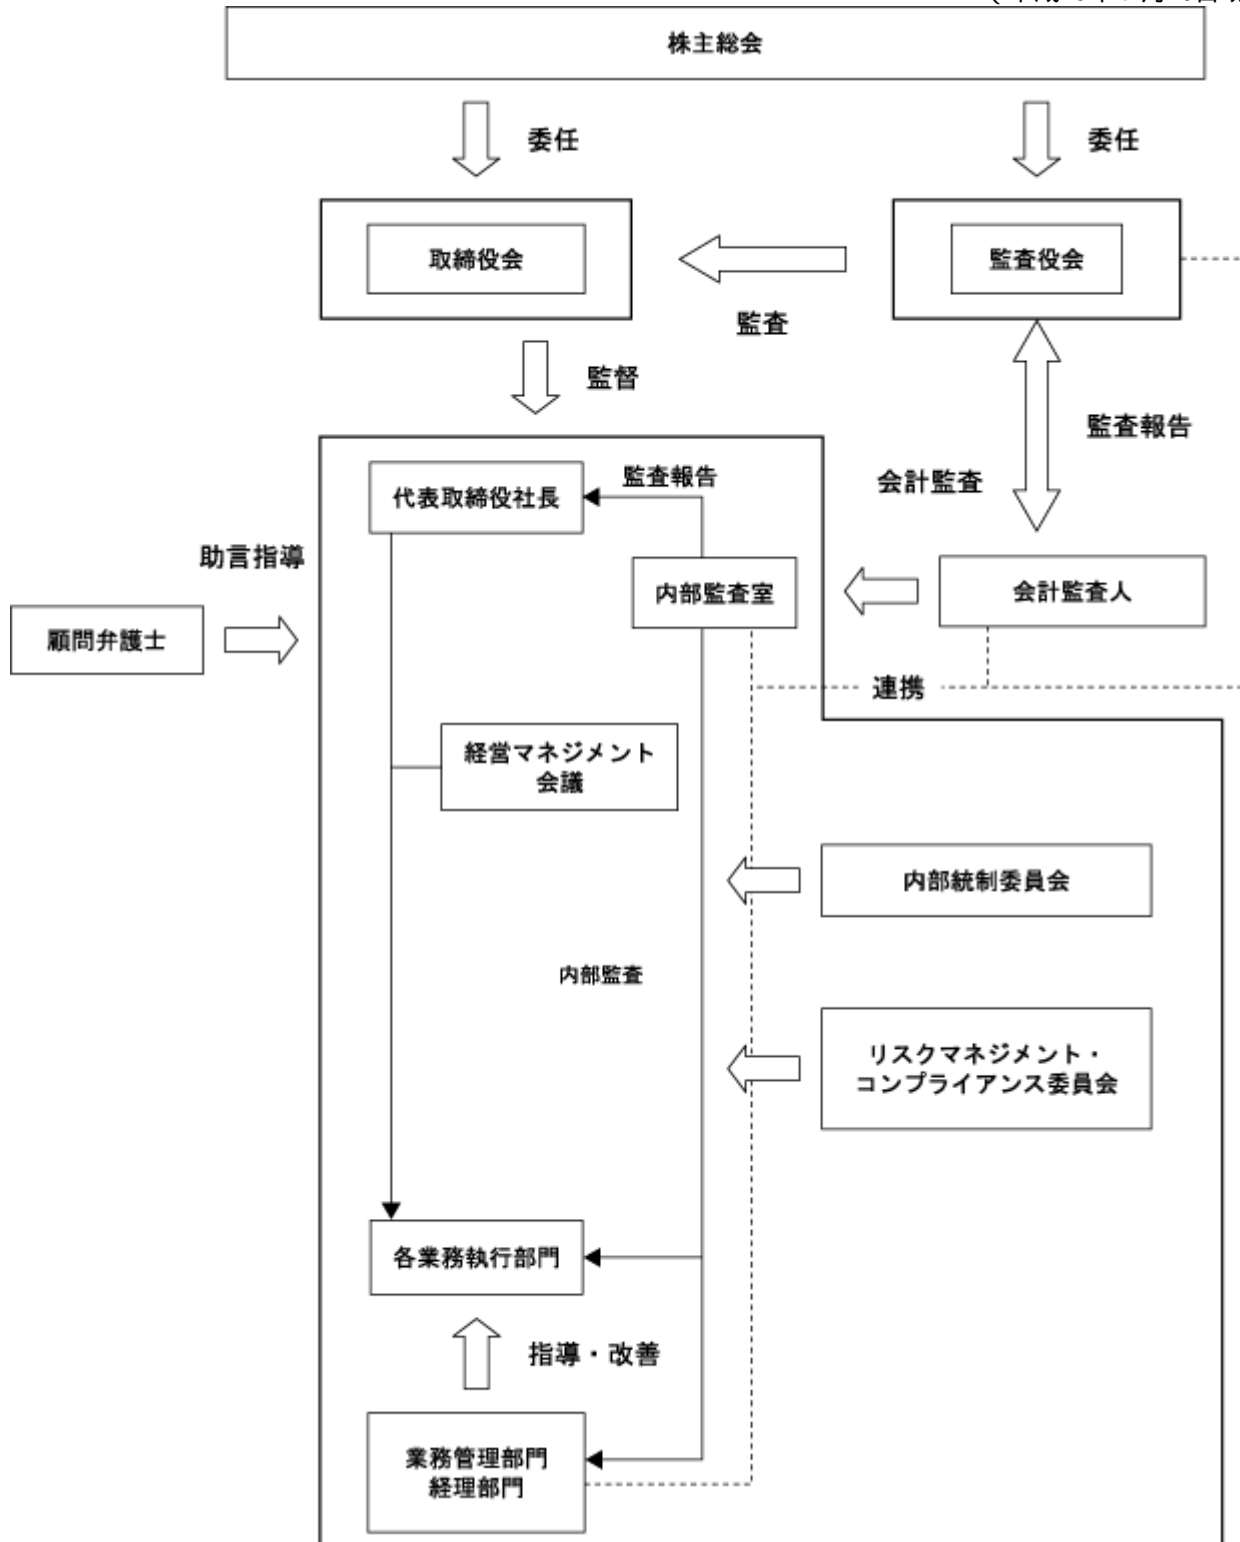 株主総会
委任
委任
取締役会
監査役会
監査
監督
監査報告
会計監査
代表取締役社長
監査報告
助言指導
内部監査室
会計監査人
顧問弁護士
連携
経営マネジメント
会議
内部統制委員会
内部監査
リスクマネジメント・
コンプライアンス委員会
各業務執行部門
指導・改善
業務管理部門
経理部門